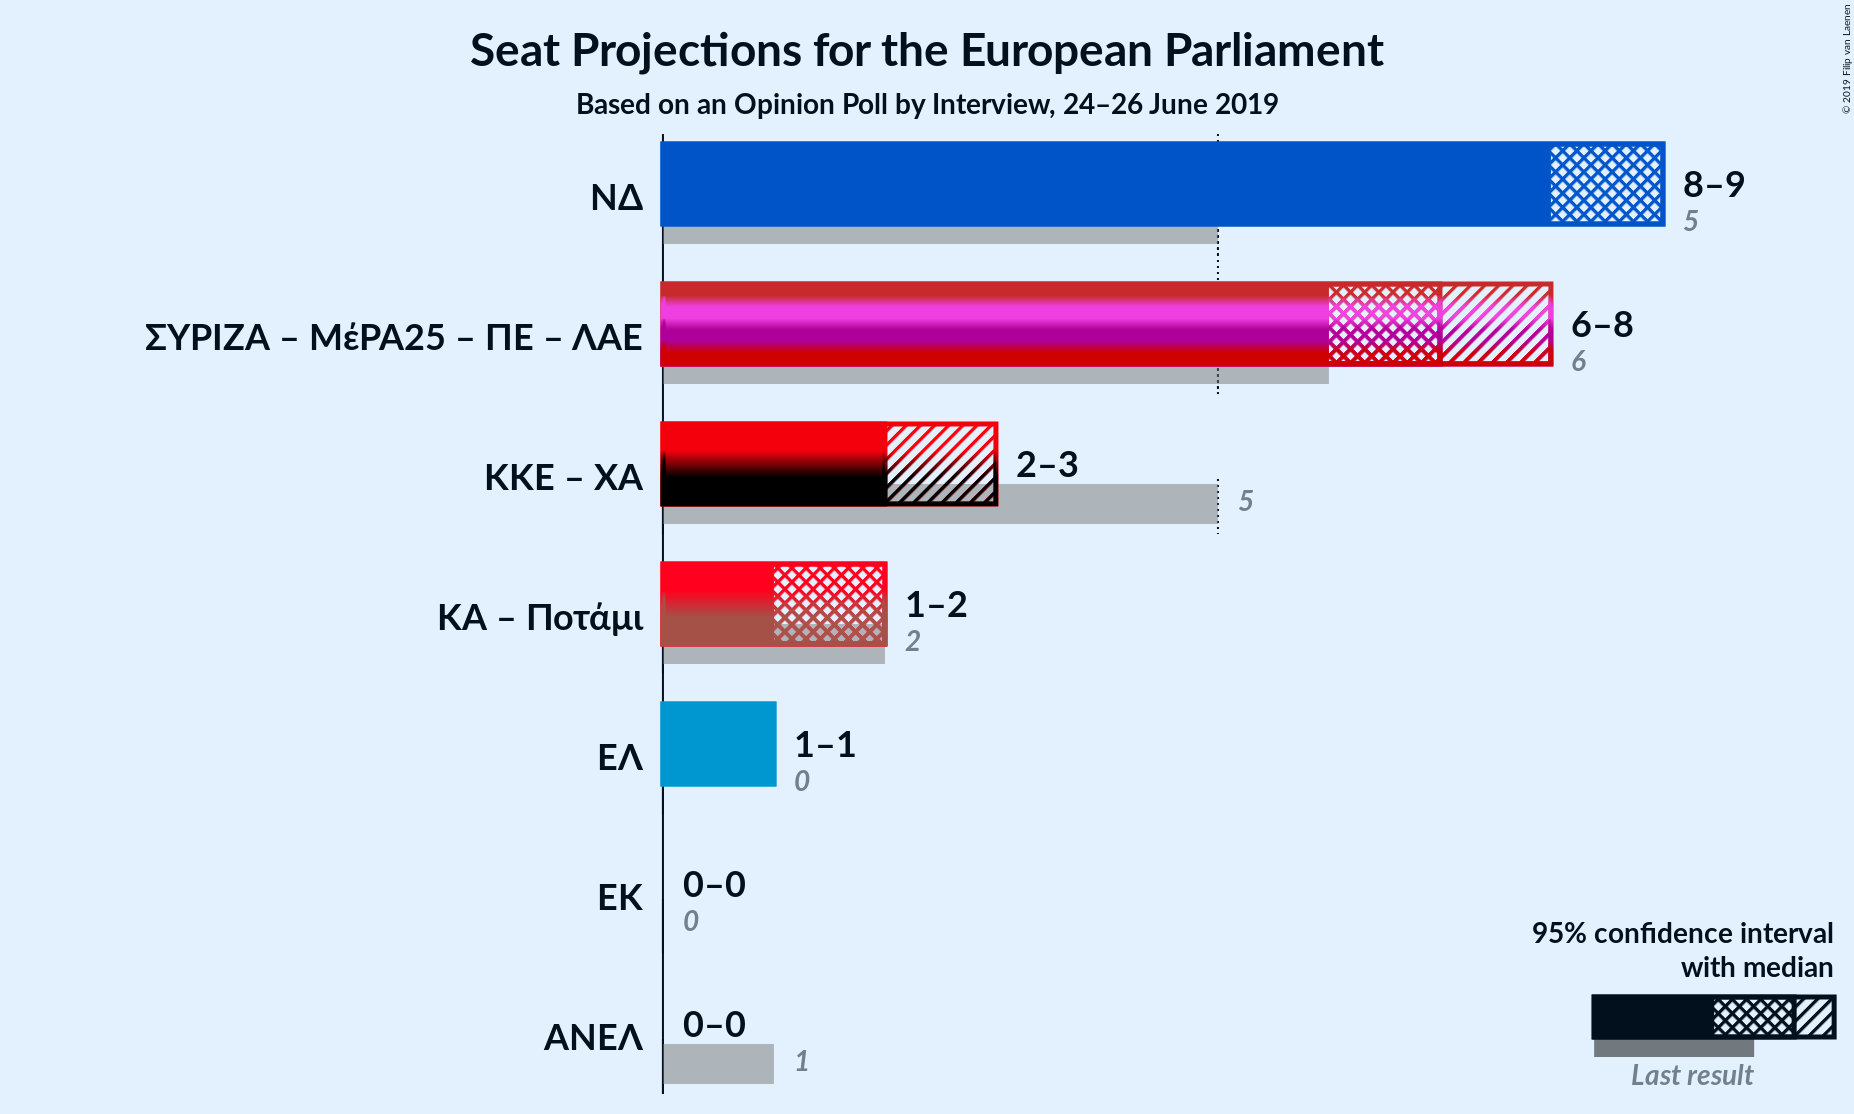 Seat Projections for the European Parliament
Based on an Opinion Poll by Interview, 24–26 June 2019
© 2019 Filip van Laenen
ΝΔ
8–9
5
ΣΥΡΙΖΑ – ΜέΡΑ25 – ΠΕ – ΛΑΕ
6–8
6
ΚΚΕ – ΧΑ
2–3
5
ΚΑ – Ποτάμι
1–2
2
ΕΛ
1–1
0
ΕΚ
0–0
0
ΑΝΕΛ
0–0
1
95% confidence interval
with median
Last result